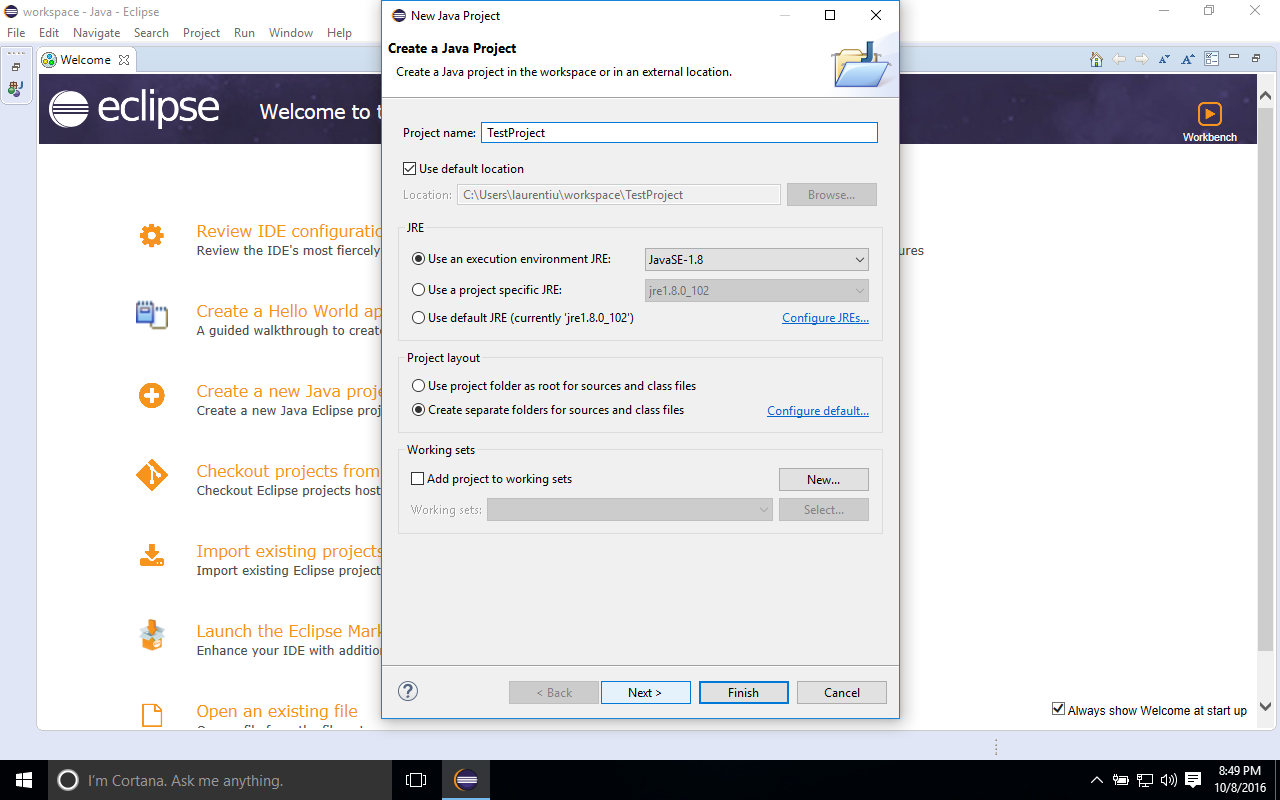 workspace - Java - Eclipse
File Edit Navigate Search Project Run Window Help
Welcome
eclipse
Welcome to t
Workbench
Review IDE configuratio
Review the IDE's most fiercely
ures
Create a Hello World ap
A guided walkthrough to create
Create a new Java proje
Create a new Java Eclipse proj
Checkout projects from
Checkout Eclipse projects host
Import existing projects
Import existing Eclipse project
Launch the Eclipse Mark
Enhance your IDE with addition
Open an existing file
Always show Welcome at start up
New Java Project
Create a Java Project
Create a Java project in the workspace or in an external location.
Project name: TestProject
Use default location
Location: C:\Users\laurentiu\workspace\TestProject Browse...
JRE
Use an execution environment JRE: JavaSE-1.8
Use a project specific JRE: jre1.8.0_102
Use default JRE (currently 'jre1.8.0_102') Configure JREs...
Project layout
Use project folder as root for sources and class files
Create separate folders for sources and class files Configure default...
Working sets
Add project to working sets New...
Working sets: Select...
< Back Next > Finish Cancel
I'm Cortana. Ask me anything.
8:49 PM
10/8/2016